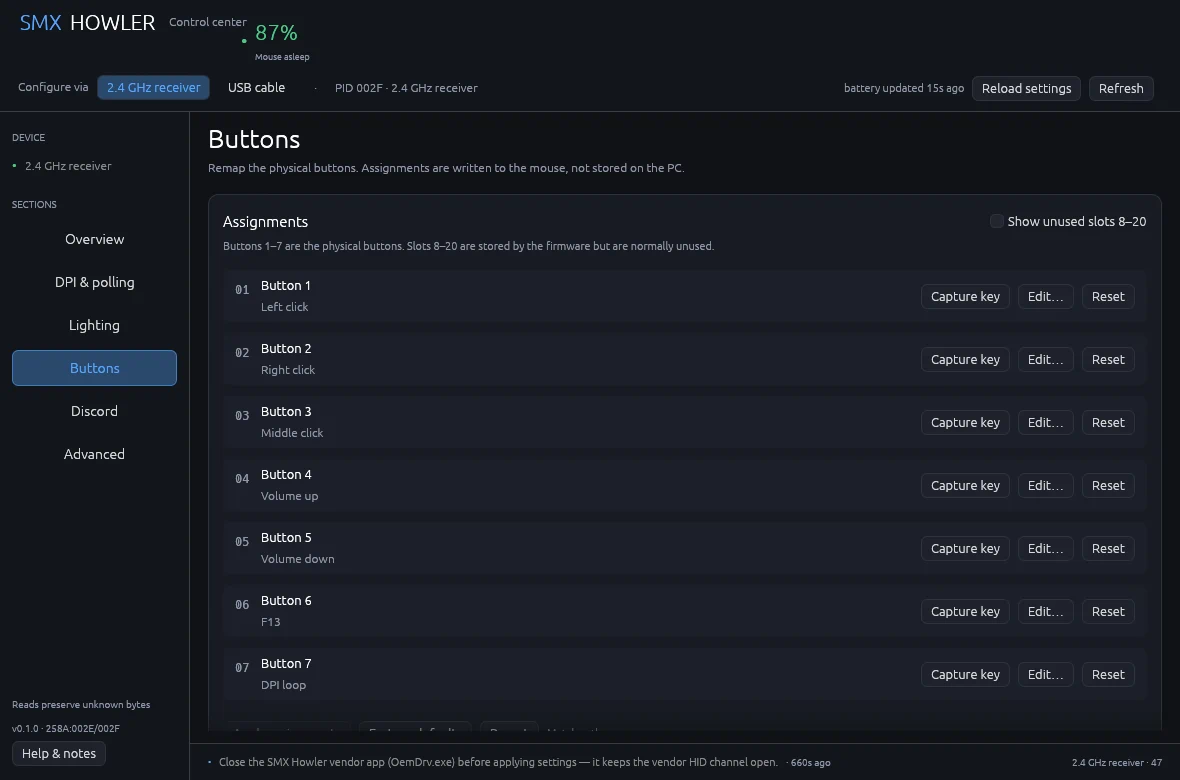 SMX HOWLER Control center
87%
Mouse asleep
Configure via 2.4 GHz receiver USB cable · PID 002F · 2.4 GHz receiver battery updated 15s ago Reload settings Refresh
DEVICE
• 2.4 GHz receiver
SECTIONS
Overview
DPI & polling
Lighting
Buttons
Discord
Advanced
Reads preserve unknown bytes
v0.1.0 · 258A:002E/002F
Help & notes
Buttons
Remap the physical buttons. Assignments are written to the mouse, not stored on the PC.
Assignments Show unused slots 8–20
Buttons 1–7 are the physical buttons. Slots 8–20 are stored by the firmware but are normally unused.
01 Button 1 Capture key Edit… Reset
Left click
02 Button 2 Capture key Edit… Reset
Right click
03 Button 3 Capture key Edit… Reset
Middle click
04 Button 4 Capture key Edit… Reset
Volume up
05 Button 5 Capture key Edit… Reset
Volume down
06 Button 6 Capture key Edit… Reset
F13
07 Button 7 Capture key Edit… Reset
DPI loop
• Close the SMX Howler vendor app (OemDrv.exe) before applying settings — it keeps the vendor HID channel open. · 660s ago 2.4 GHz receiver · 47